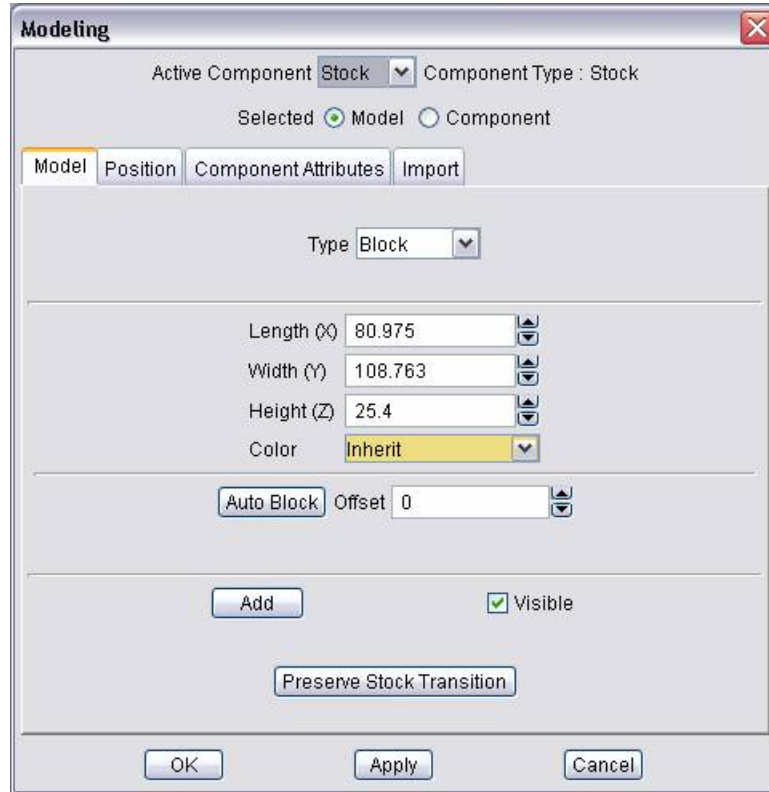 Modeling
Active Component Stock Component Type : Stock
Selected Model Component
Model Position Component Attributes Import
Type Block
Length (X) 80.975
Width (Y) 108.763
Height (Z) 25.4
Color Inherit
Auto Block Offset 0
Add Visible
Preserve Stock Transition
OK Apply Cancel